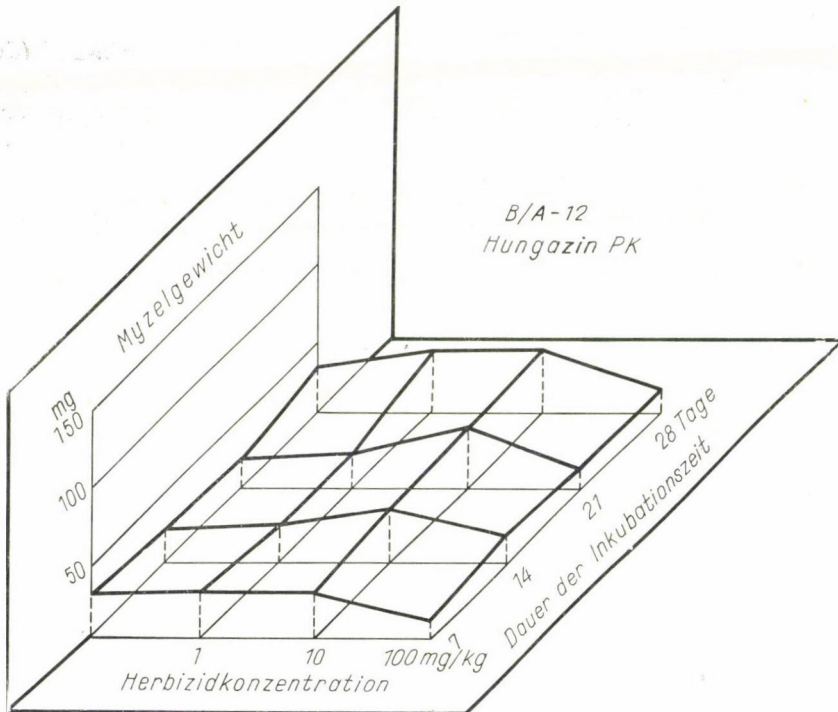 B/A-12
Hungazin PK
Myzelgewicht
mg
150
100
50
28 Tage
21
14
7
Dauer der Inkubationszeit
1
10
100 mg/kg
Herbizidkonzentration